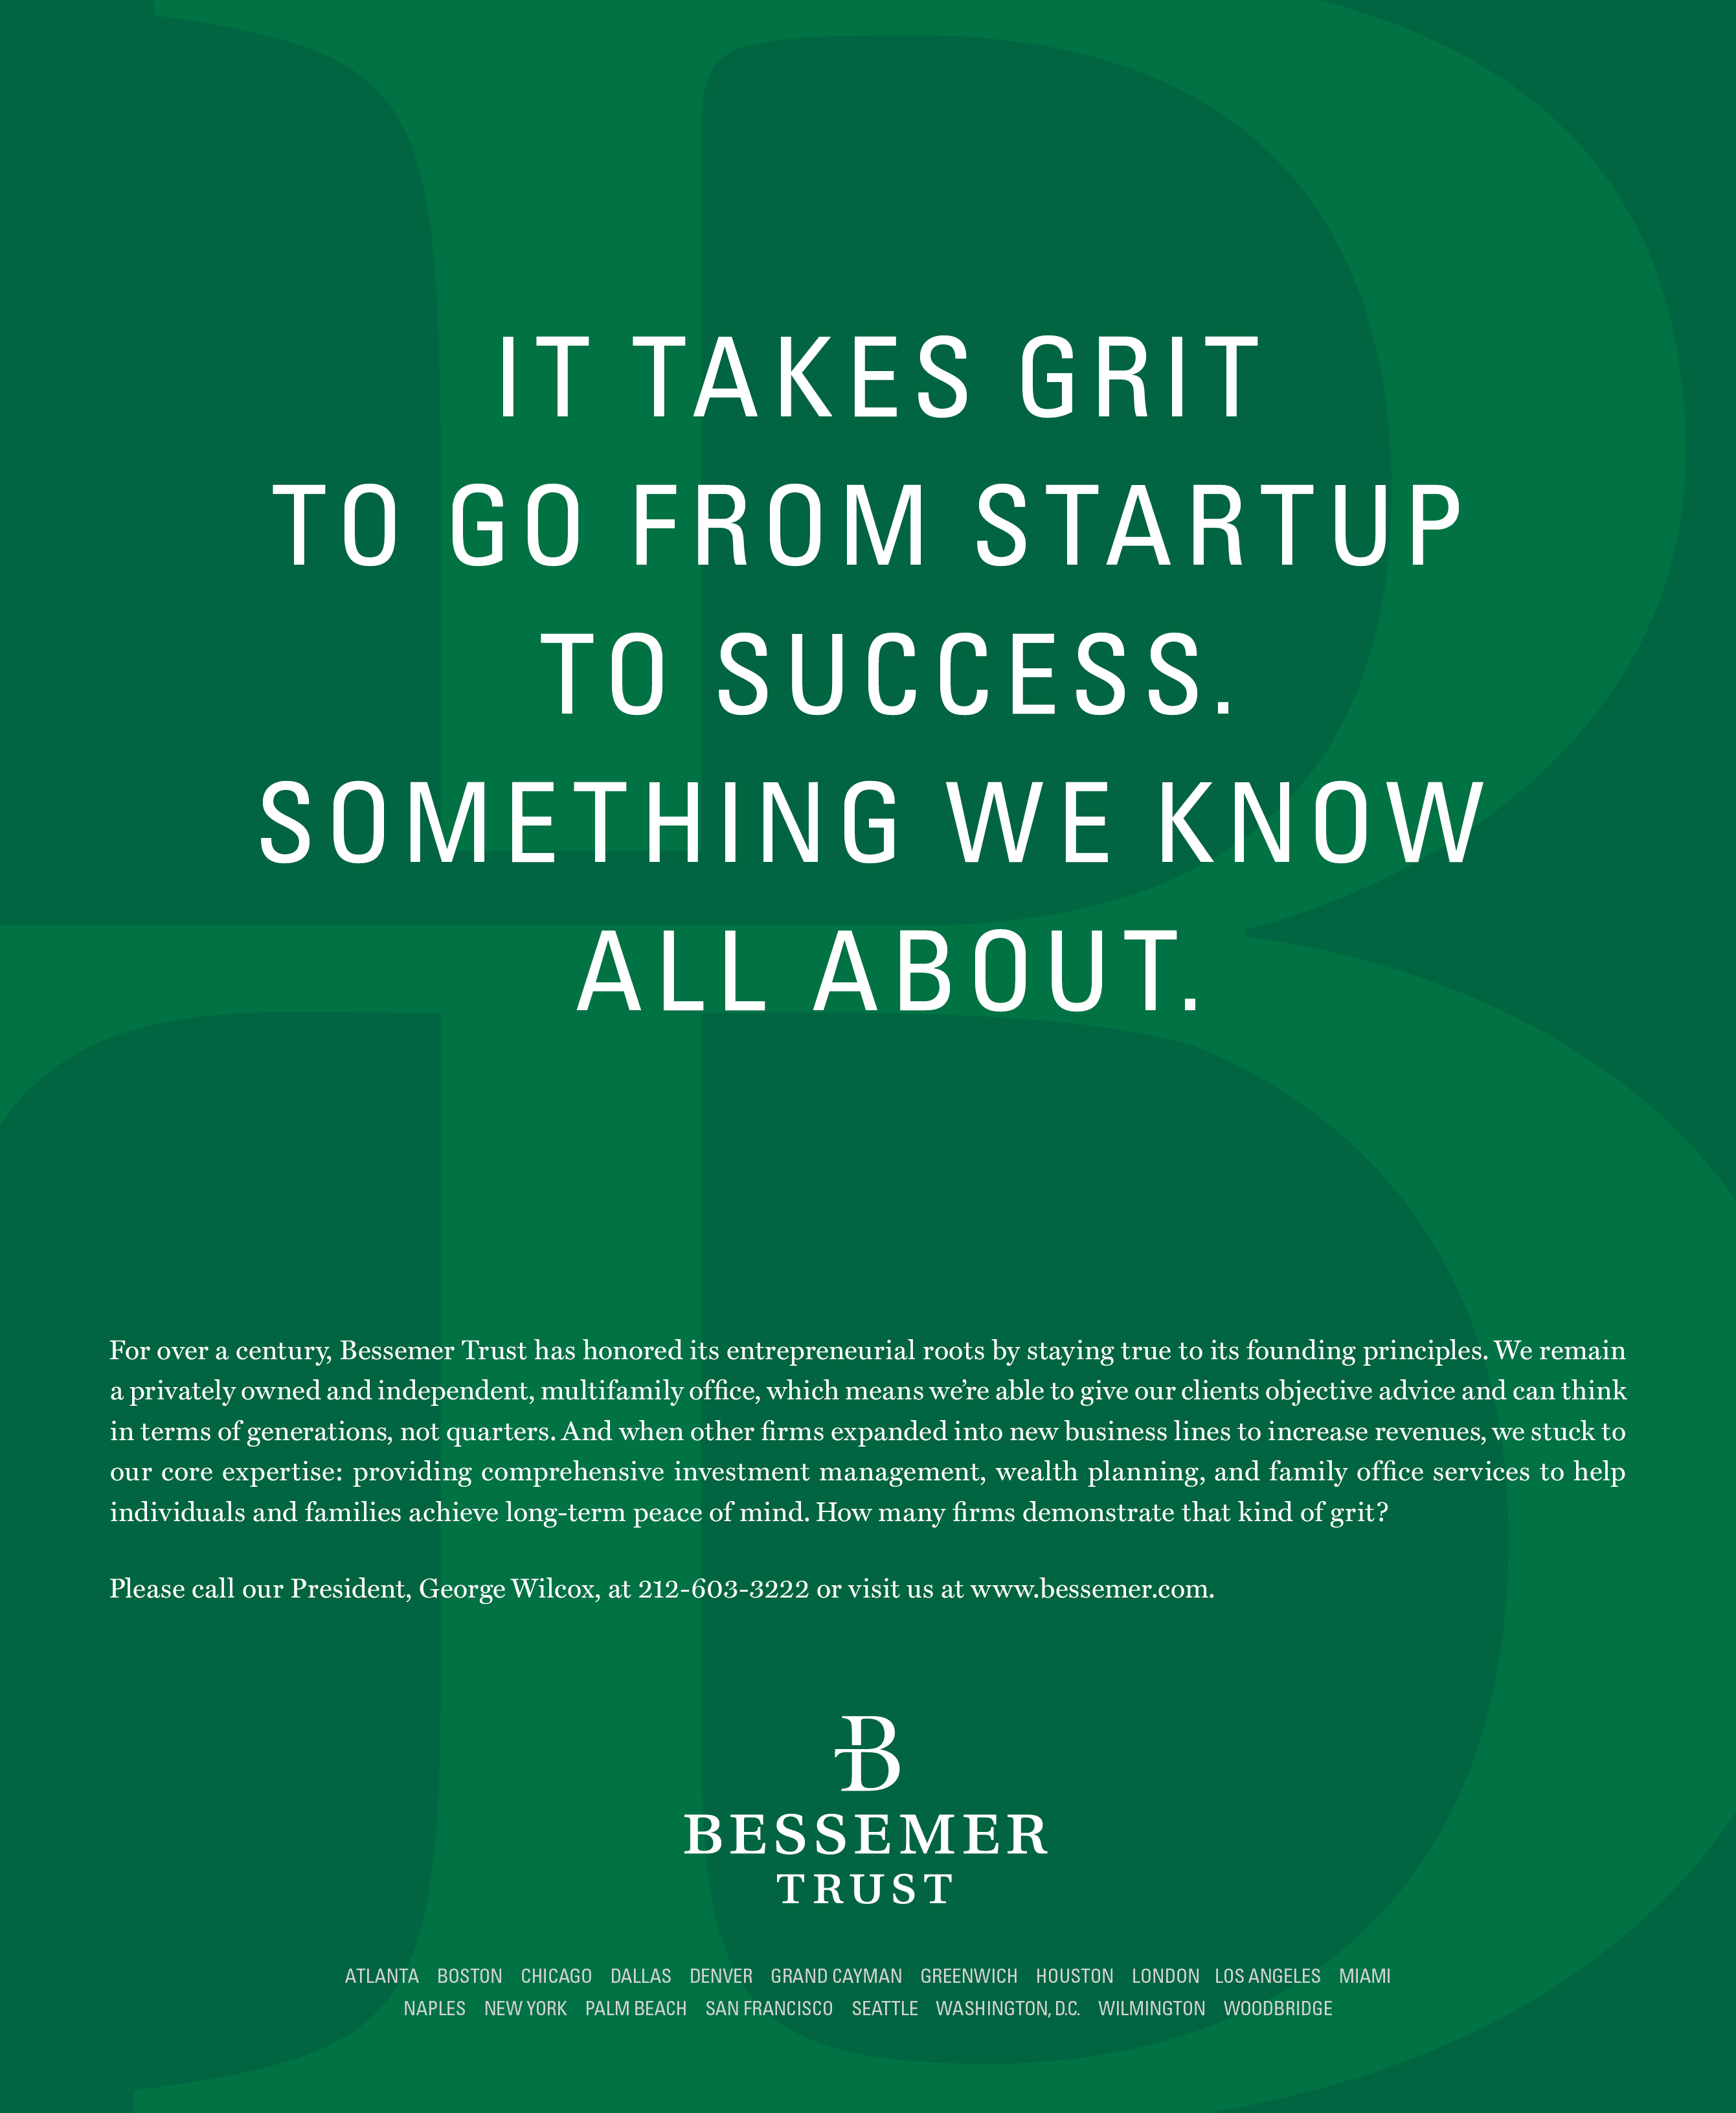 IT TAKES GRIT
TO GO FROM STARTUP
TO SUCCESS.
SOMETHING WE KNOW
ALL ABOUT.
For over a century, Bessemer Trust has honored its entrepreneurial roots by staying true to its founding principles. We remain
a privately owned and independent, multifamily office, which means we’re able to give our clients objective advice and can think
in terms of generations, not quarters. And when other firms expanded into new business lines to increase revenues, we stuck to
our core expertise: providing comprehensive investment management, wealth planning, and family office services to help
individuals and families achieve long-term peace of mind. How many firms demonstrate that kind of grit?
Please call our President, George Wilcox, at 212-603-3222 or visit us at www.bessemer.com.
B
BESSEMER
TRUST
ATLANTA BOSTON CHICAGO DALLAS DENVER GRAND CAYMAN GREENWICH HOUSTON LONDON LOS ANGELES MIAMI
NAPLES NEW YORK PALM BEACH SAN FRANCISCO SEATTLE WASHINGTON, D.C. WILMINGTON WOODBRIDGE